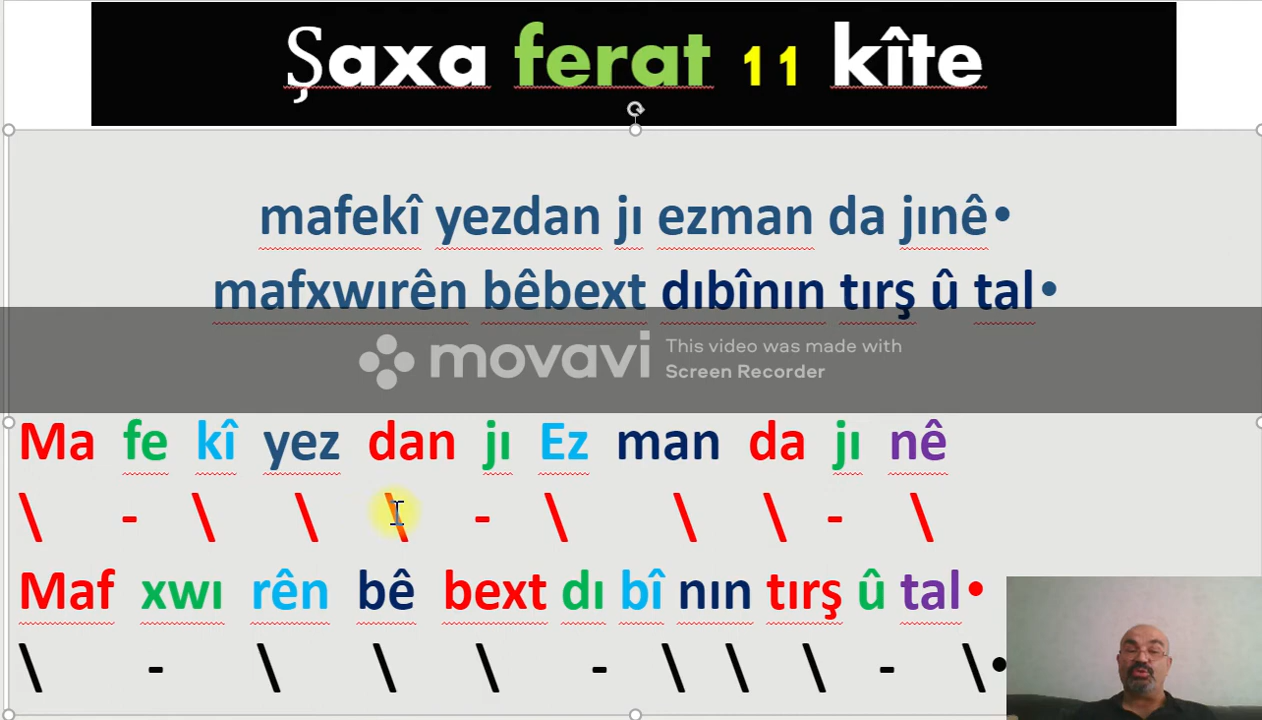 Şaxa ferat 11 kîte
mafekî yezdan jı ezman da jınê•
mafxwırên bêbext dıbînın tırş û tal•
movavi This video was made with
Screen Recorder
Ma fe kî yez dan jı Ez man da jı nê
\ - \ \ \ - \ \ \ - \
Maf xwı rên bê bext dı bî nın tırş û tal•
\ - \ \ \ - \ \ \ - \•